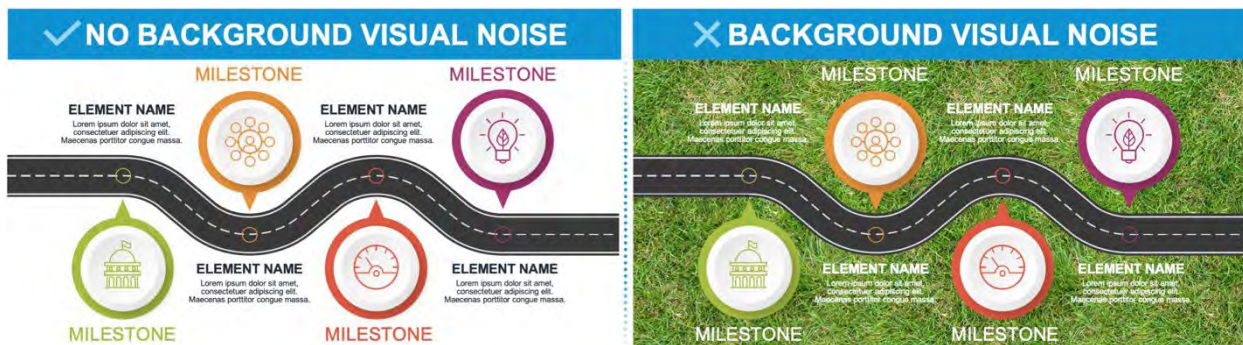 NO BACKGROUND VISUAL NOISE
MILESTONE
MILESTONE
ELEMENT NAME
Lorem ipsum dolor sit amet,
consectetuer adipiscing elit.
Maecenas porttitor congue massa.
ELEMENT NAME
Lorem ipsum dolor sit amet,
consectetuer adipiscing elit.
Maecenas porttitor congue massa.
ELEMENT NAME
Lorem ipsum dolor sit amet,
consectetuer adipiscing elit.
Maecenas porttitor congue massa.
ELEMENT NAME
Lorem ipsum dolor sit amet,
consectetuer adipiscing elit.
Maecenas porttitor congue massa.
MILESTONE
MILESTONE
BACKGROUND VISUAL NOISE
MILESTONE
MILESTONE
ELEMENT NAME
Lorem ipsum dolor sit amet,
consectetuer adipiscing elit.
Maecenas porttitor congue massa.
ELEMENT NAME
Lorem ipsum dolor sit amet,
consectetuer adipiscing elit.
Maecenas porttitor congue massa.
ELEMENT NAME
Lorem ipsum dolor sit amet,
consectetuer adipiscing elit.
Maecenas porttitor congue massa.
ELEMENT NAME
Lorem ipsum dolor sit amet,
consectetuer adipiscing elit.
Maecenas porttitor congue massa.
MILESTONE
MILESTONE